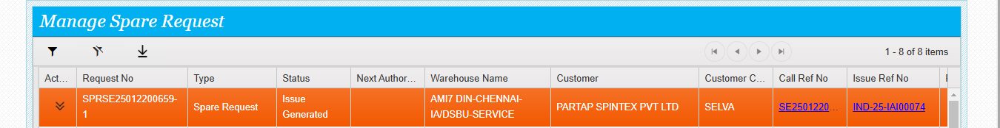 Manage Spare Request
1 - 8 of 8 items
Act... Request No Type Status Next Author... Warehouse Name Customer Customer C... Call Ref No Issue Ref No
SPRSE25012200659-1 Spare Request Issue Generated AMI7 DIN-CHENNAI-IA/DSBU-SERVICE PARTAP SPINTEX PVT LTD SELVA SE2501220... IND-25-IAI00074